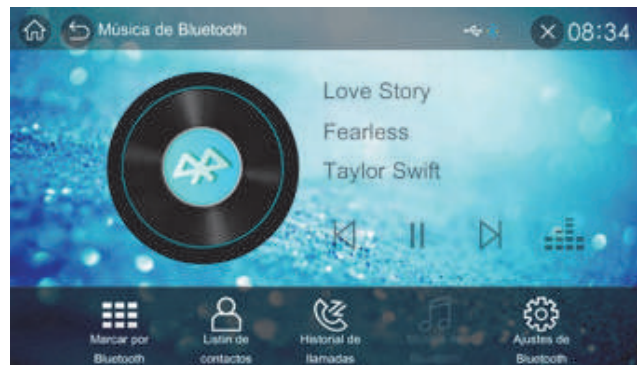 Música de Bluetooth
08:34
Love Story
Fearless
Taylor Swift
Marcar por
Bluetooth
Listín de
contactos
Historial de
llamadas
Ajustes de
Bluetooth